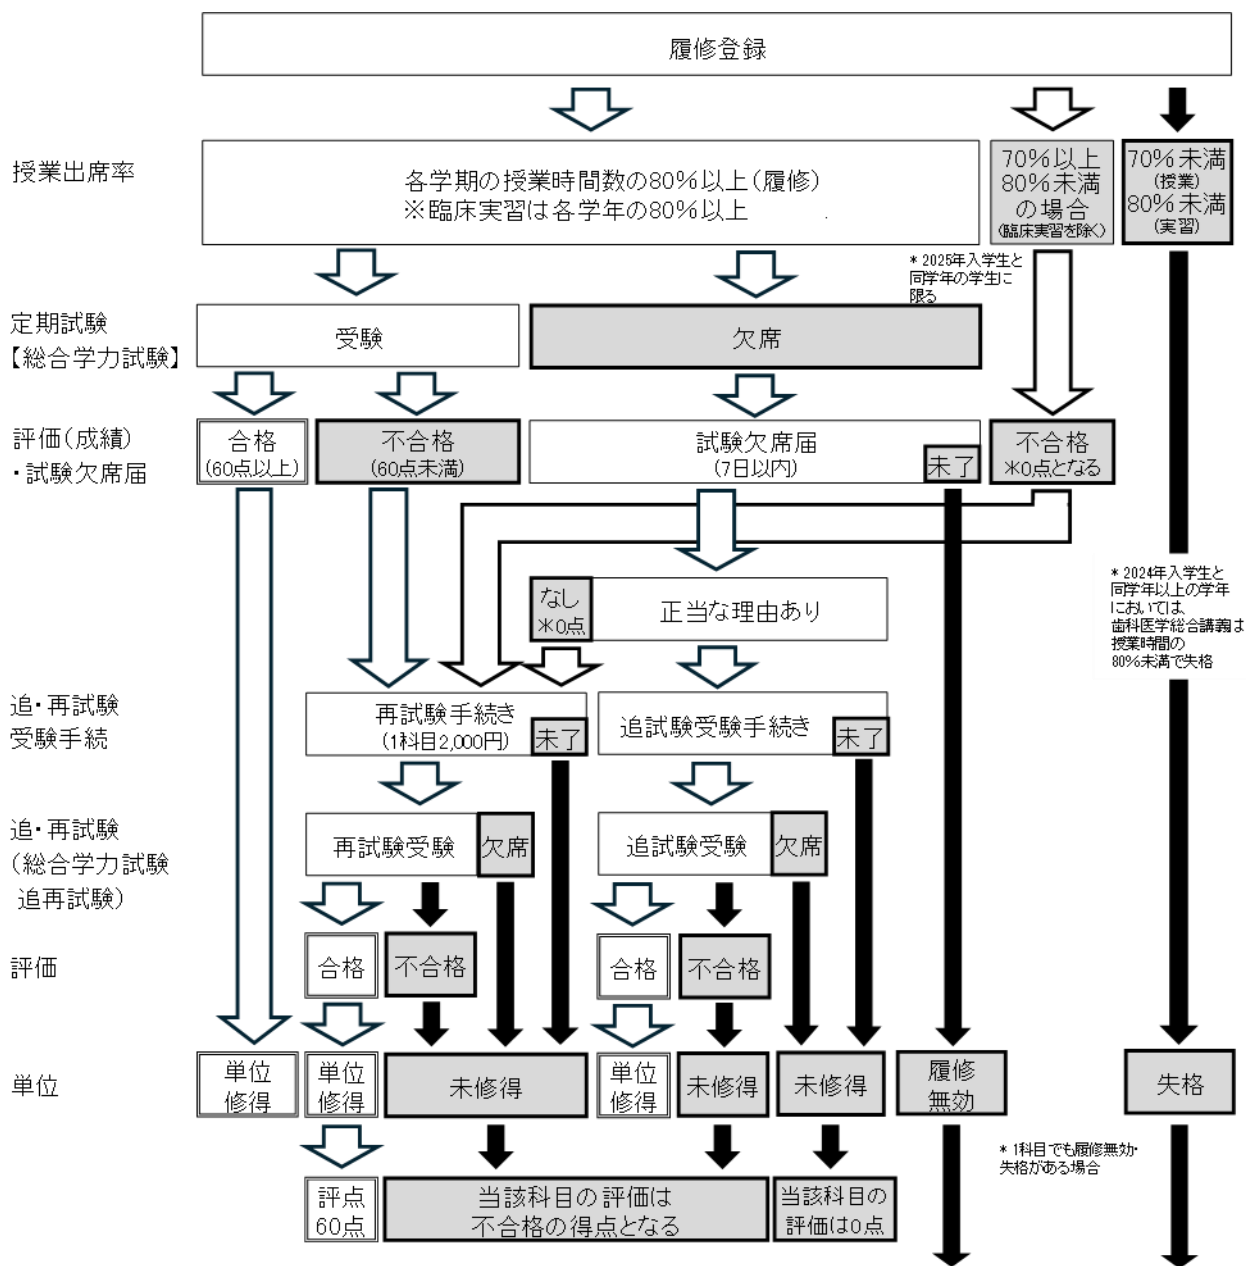 履修登録
授業出席率
各学期の授業時間数の80％以上(履修)
※臨床実習は各学年の80％以上
.
70％以上
80％未満
の場合
(臨床実習を除く)
70％未満
(授業)
80％未満
(実習)
* 2025年入学生と
同学年の学生に
限る
定期試験
【総合学力試験】
受験
欠席
評価(成績)
・試験欠席届
合格
(60点以上)
不合格
(60点未満)
試験欠席届
(7日以内)
未了
不合格
※0点となる
なし
※0点
正当な理由あり
* 2024年入学生と
同学年以上の学年
においては、
歯科医学総合講義は
授業時間の
80％未満で失格
追・再試験
受験手続
再試験手続き
(1科目2,000円)
未了
追試験受験手続き
未了
追・再試験
(総合学力試験
追再試験)
再試験受験
欠席
追試験受験
欠席
評価
合格
不合格
合格
不合格
単位
単位
修得
単位
修得
未修得
単位
修得
未修得
未修得
履修
無効
失格
* 1科目でも履修無効・
失格がある場合
評点
60点
当該科目の評価は
不合格の得点となる
当該科目の
評価は0点